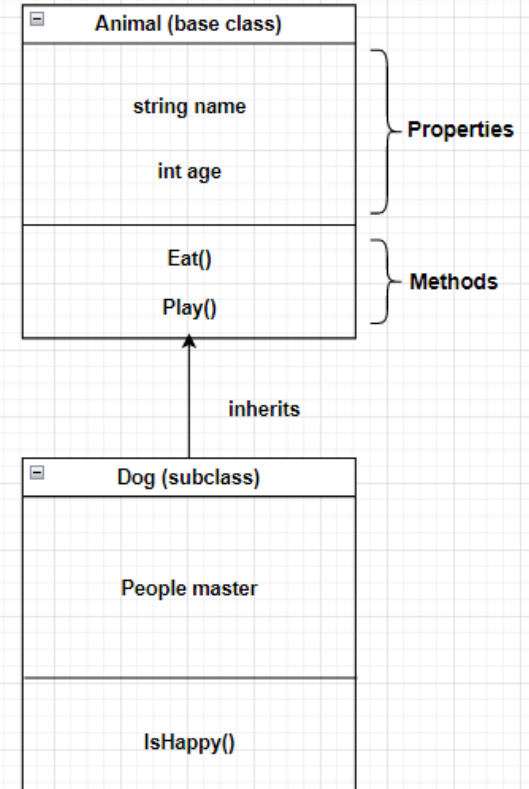 Animal (base class)
string name
Properties
int age
Eat()
Methods
Play()
inherits
Dog (subclass)
People master
IsHappy()